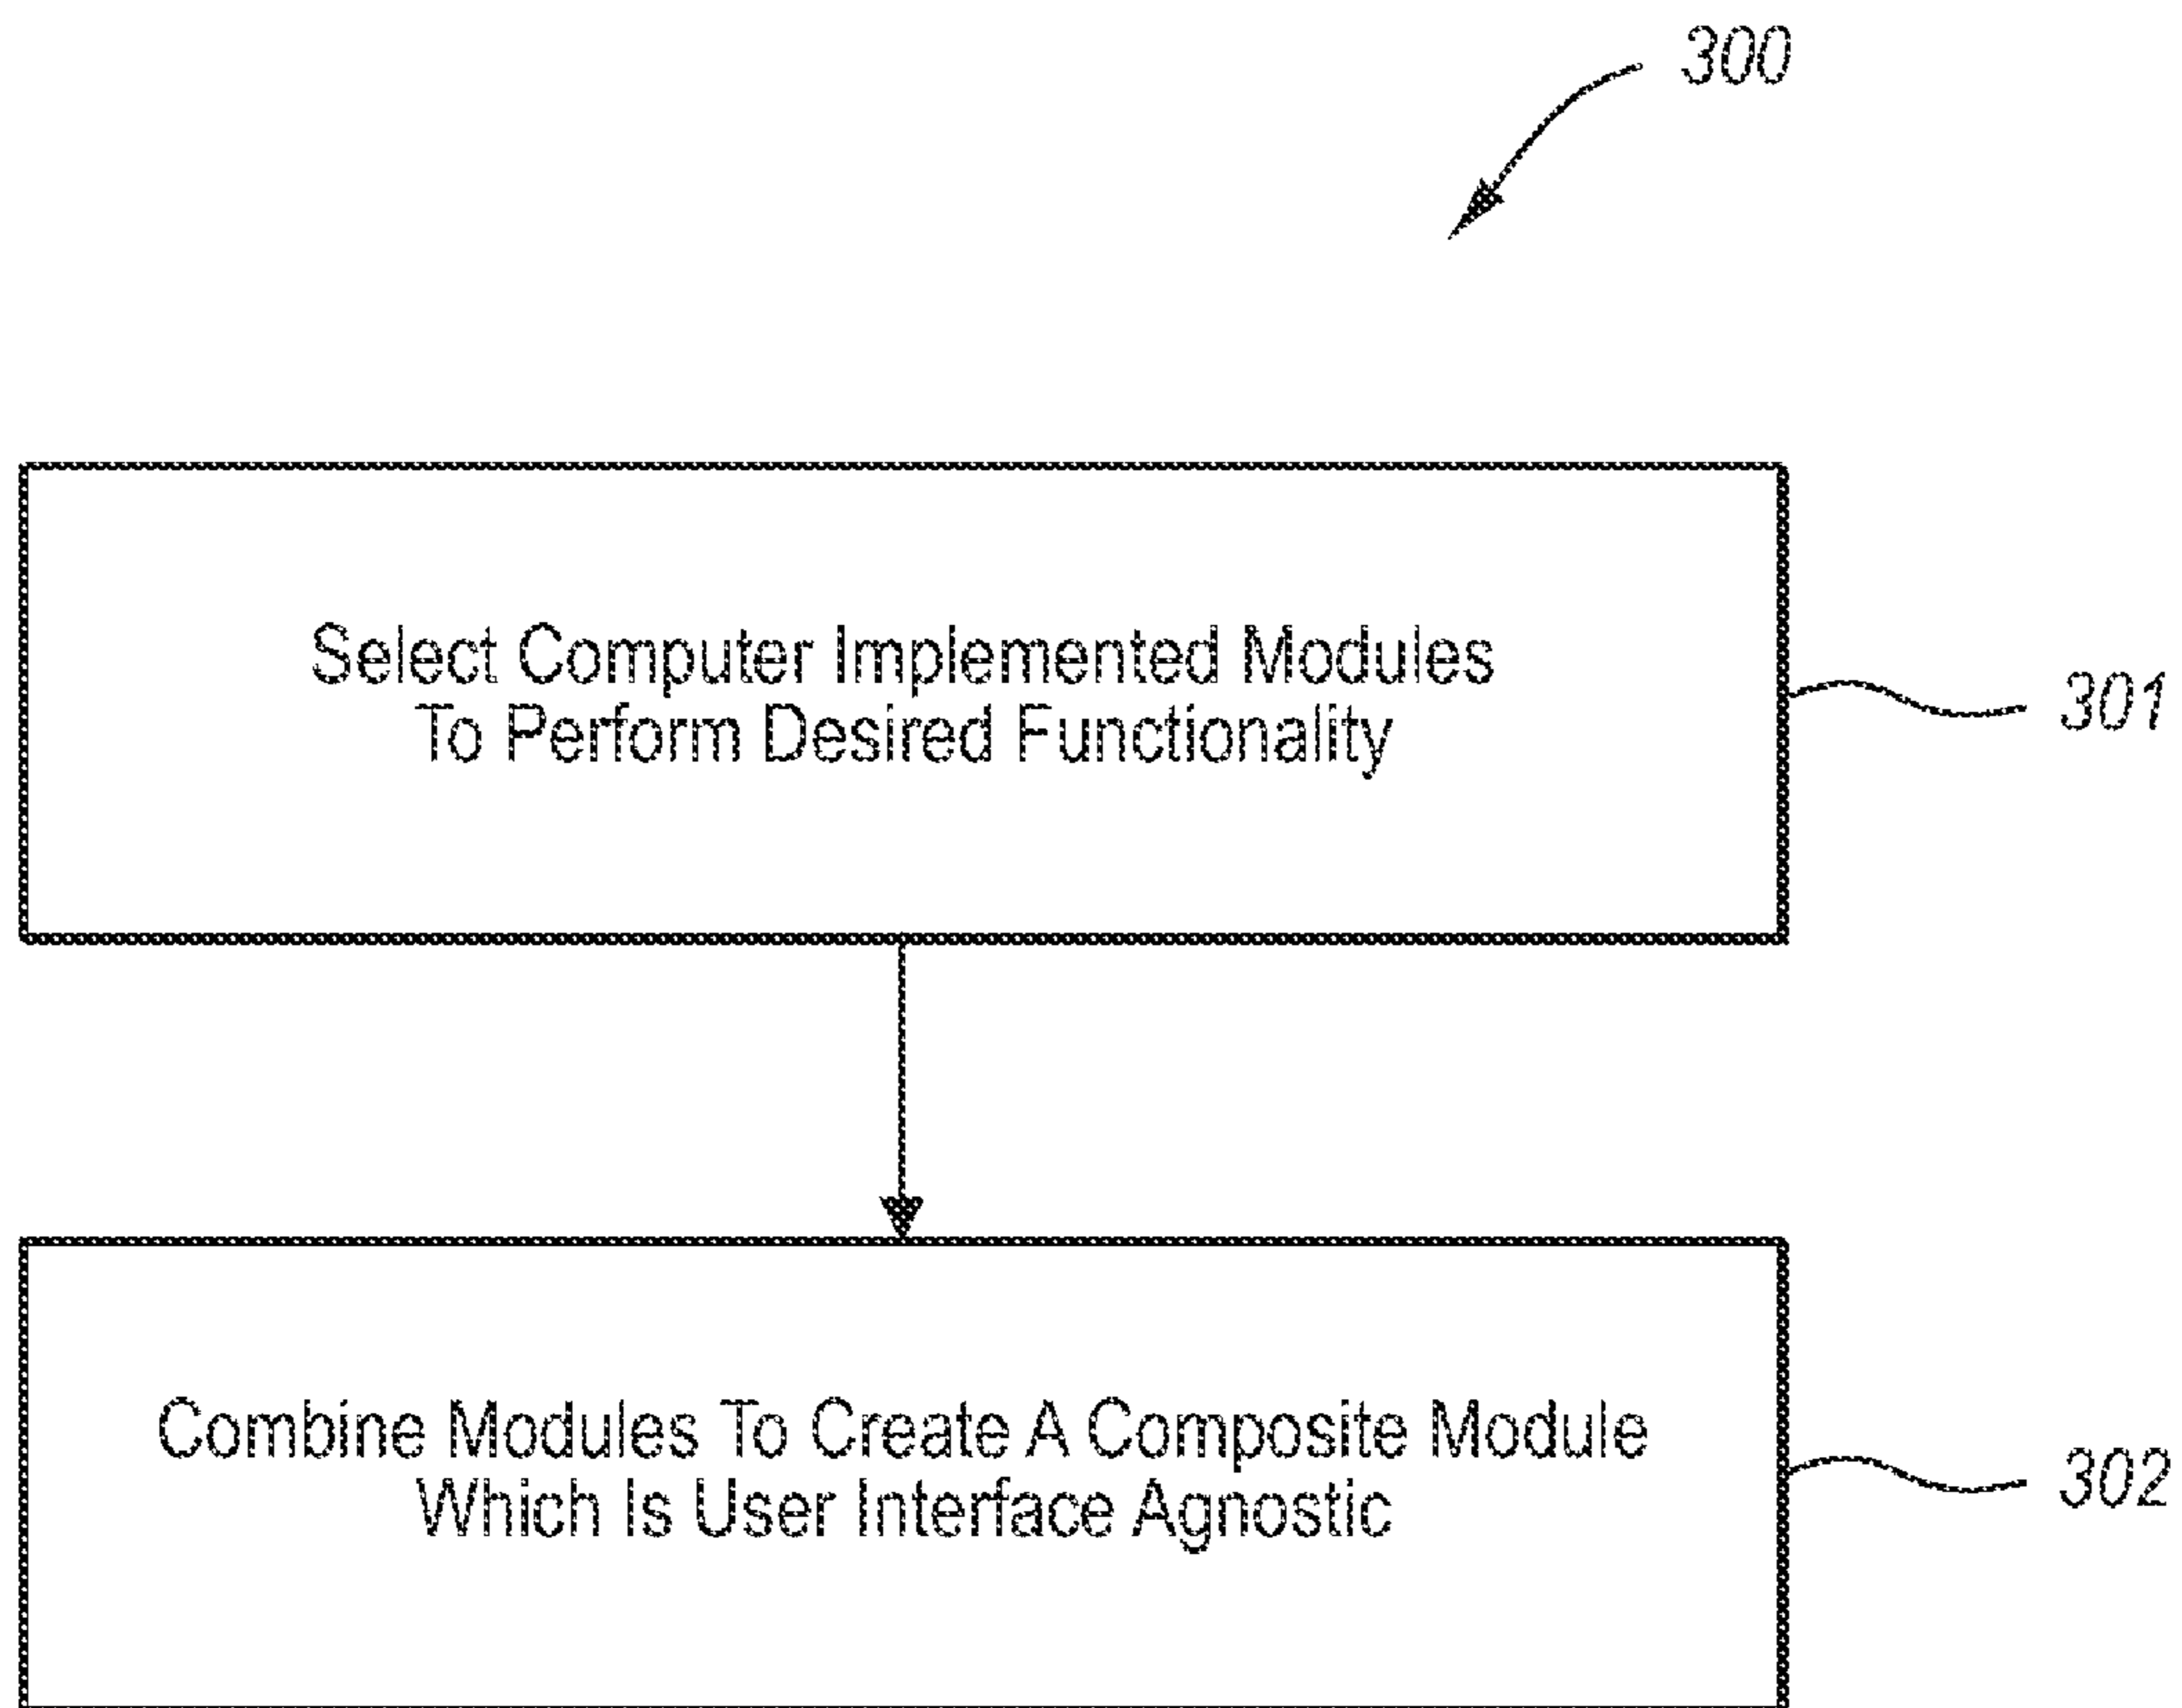 300
Select Computer Implemented Modules
To Perform Desired Functionality
301
Combine Modules To Create A Composite Module
Which Is User Interface Agnostic
302